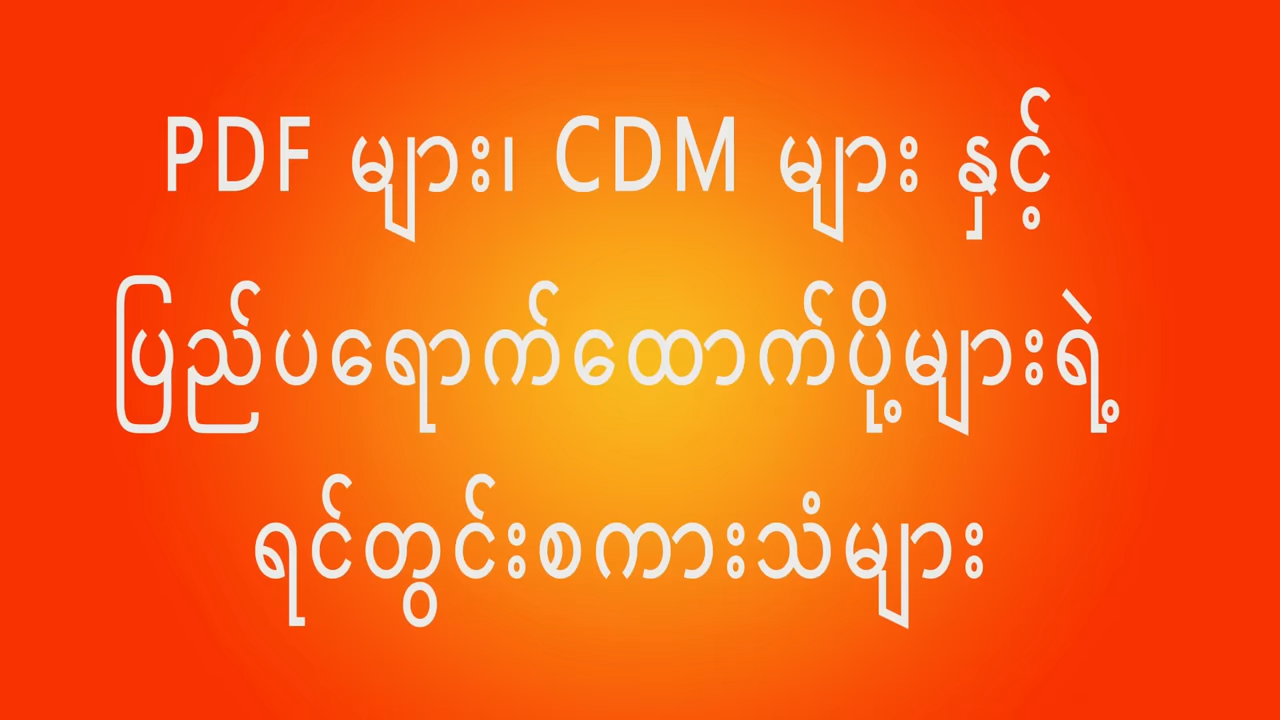 PDF များ၊ CDM များ နှင့်
ပြည်ပရောက်ထောက်ပို့များရဲ့
ရင်တွင်းစကားသံများ